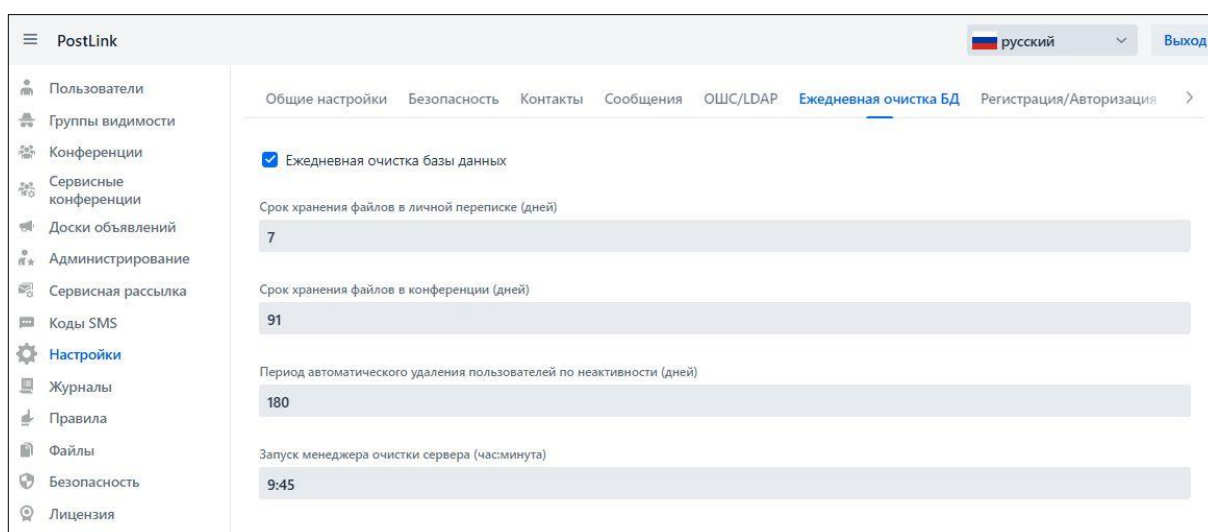 PostLink
русский
Выход
Пользователи
Группы видимости
Конференции
Сервисные
конференции
Доски объявлений
Администрирование
Сервисная рассылка
Коды SMS
Настройки
Журналы
Правила
Файлы
Безопасность
Лицензия
Общие настройки Безопасность Контакты Сообщения ОШС/LDAP Ежедневная очистка БД Регистрация/Авторизация
Ежедневная очистка базы данных
Срок хранения файлов в личной переписке (дней)
7
Срок хранения файлов в конференции (дней)
91
Период автоматического удаления пользователей по неактивности (дней)
180
Запуск менеджера очистки сервера (час:минута)
9:45